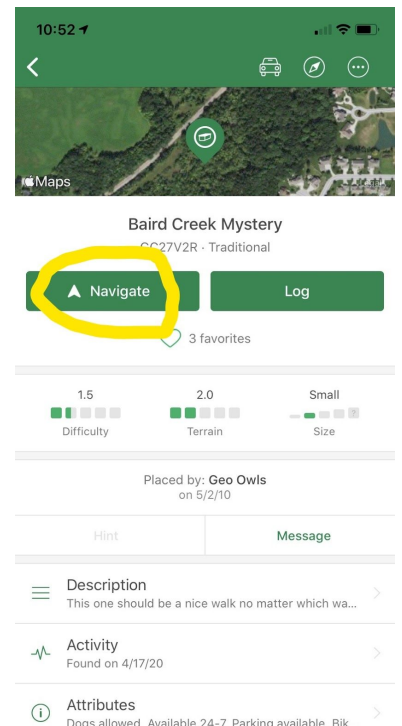 10:52
Maps
Baird Creek Mystery
GC27V2R · Traditional
Navigate
Log
3 favorites
1.5
2.0
Small
?
Difficulty
Terrain
Size
Placed by: Geo Owls
on 5/2/10
Hint
Message
Description
This one should be a nice walk no matter which wa...
Activity
Found on 4/17/20
Attributes
Dogs allowed, Available 24-7, Parking available, Bik